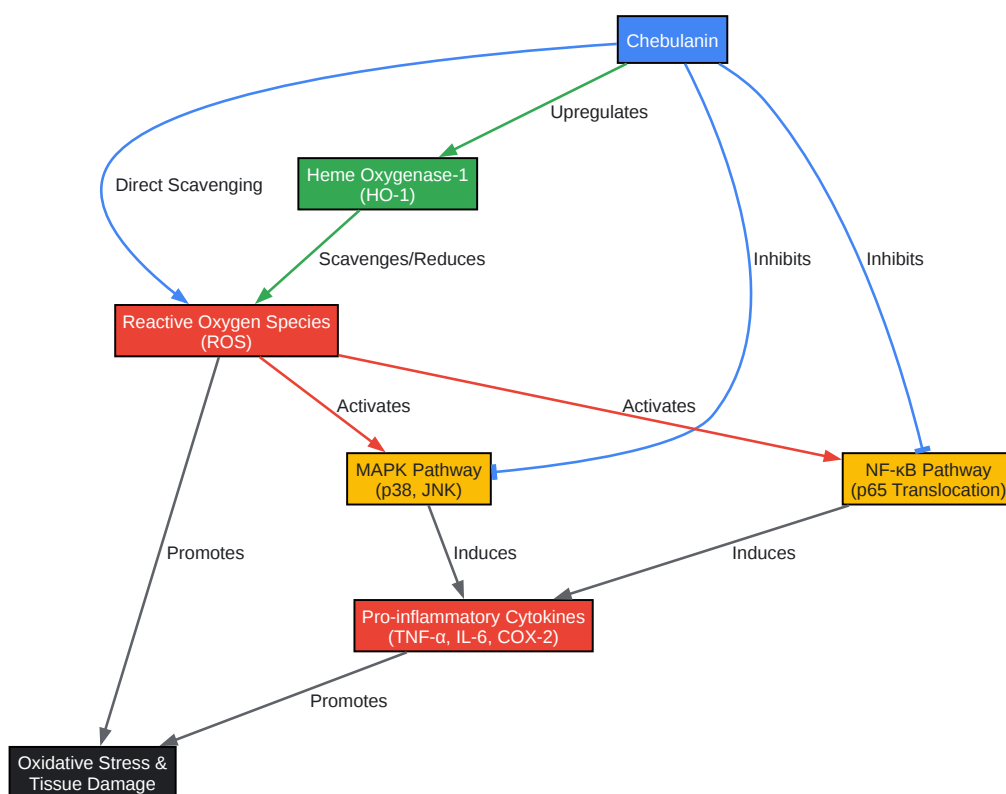 Chebulanin
Upregulates
Heme Oxygenase-1
(HO-1)
Direct Scavenging
Scavenges/Reduces
Inhibits
Inhibits
Reactive Oxygen Species
(ROS)
Activates
Activates
MAPK Pathway
(p38, JNK)
NF-κB Pathway
(p65 Translocation)
Promotes
Induces
Induces
Pro-inflammatory Cytokines
(TNF-α, IL-6, COX-2)
Promotes
Oxidative Stress &
Tissue Damage